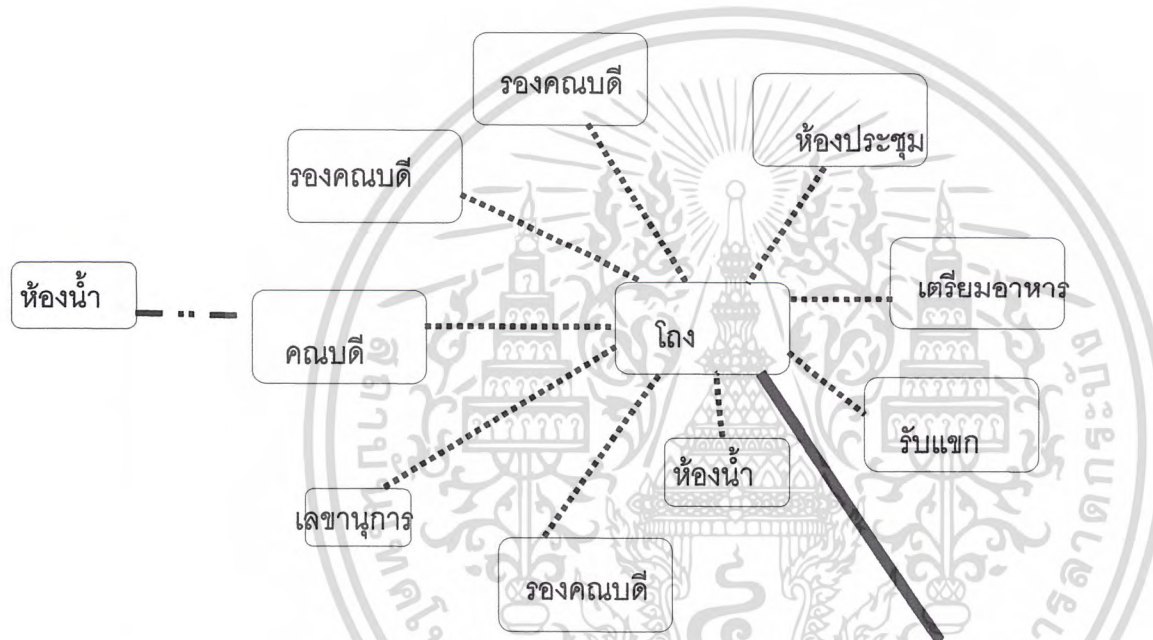 รองคณบดี
ห้องประชุม
รองคณบดี
ห้องน้ำ
คณบดี
โถง
เตรียมอาหาร
รับแขก
ห้องน้ำ
เลขานุการ
รองคณบดี